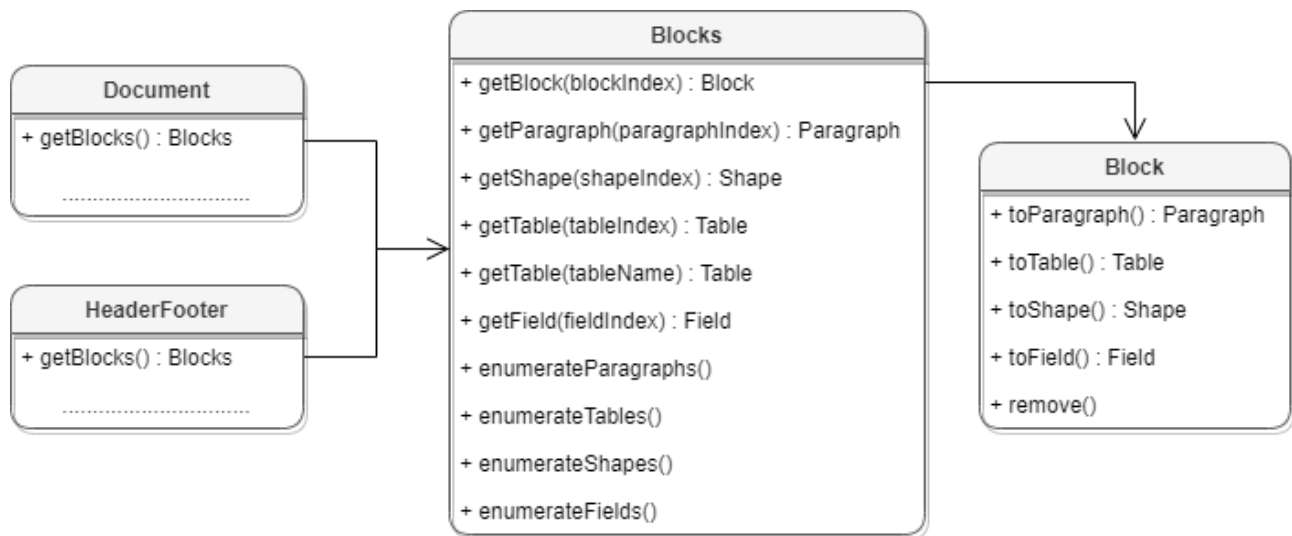 Document
+ getBlocks() : Blocks
..............................
HeaderFooter
+ getBlocks() : Blocks
..............................
Blocks
+ getBlock(blockIndex) : Block
+ getParagraph(paragraphIndex) : Paragraph
+ getShape(shapeIndex) : Shape
+ getTable(tableIndex) : Table
+ getTable(tableName) : Table
+ getField(fieldIndex) : Field
+ enumerateParagraphs()
+ enumerateTables()
+ enumerateShapes()
+ enumerateFields()
Block
+ toParagraph() : Paragraph
+ toTable() : Table
+ toShape() : Shape
+ toField() : Field
+ remove()